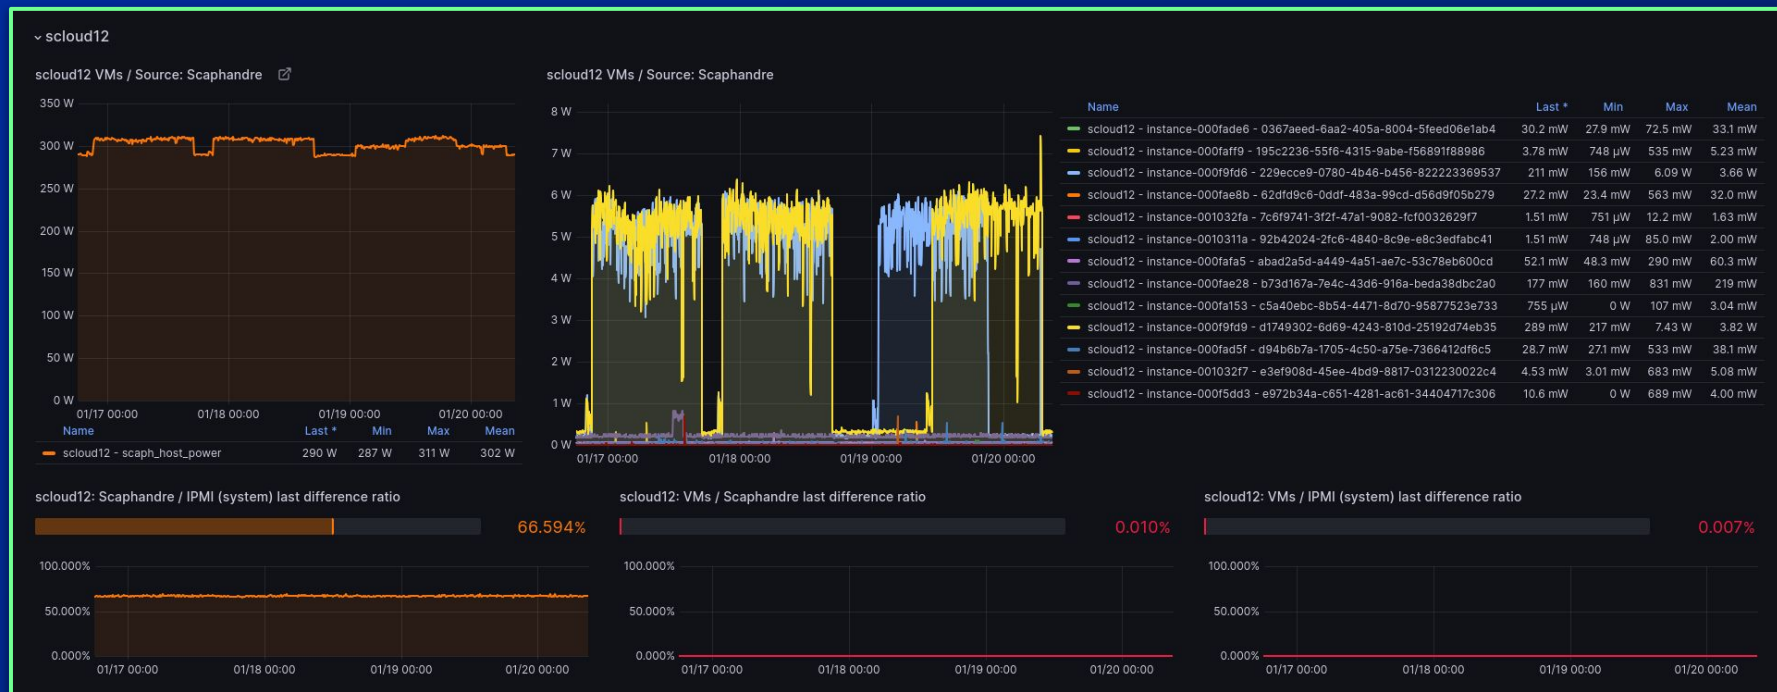 scloud12
scloud12 VMs / Source: Scaphandre
350 W
300 W
250 W
200 W
150 W
100 W
50 W
0 W
01/17 00:00 01/18 00:00 01/19 00:00 01/20 00:00
Name Last * Min Max Mean
scloud12 - scaph_host_power 290 W 287 W 311 W 302 W
scloud12 VMs / Source: Scaphandre
8 W
7 W
6 W
5 W
4 W
3 W
2 W
1 W
0 W
01/17 00:00 01/18 00:00 01/19 00:00 01/20 00:00
Name Last * Min Max Mean
scloud12 - instance-000fade6 - 0367aeed-6aa2-405a-8004-5feed06e1ab4 30.2 mW 27.9 mW 72.5 mW 33.1 mW
scloud12 - instance-000faff9 - 195c2236-55f6-4315-9abe-f56891f88986 3.78 mW 748 µW 535 mW 5.23 mW
scloud12 - instance-000f9fd6 - 229ecce9-0780-4b46-b456-822223369537 211 mW 156 mW 6.09 W 3.66 W
scloud12 - instance-000fae8b - 62dfd9c6-0ddf-483a-99cd-d56d9f05b279 27.2 mW 23.4 mW 563 mW 32.0 mW
scloud12 - instance-001032fa - 7c6f9741-3f2f-47a1-9082-fcf0032629f7 1.51 mW 751 µW 12.2 mW 1.63 mW
scloud12 - instance-0010311a - 92b42024-2fc6-4840-8c9e-e8c3edfabc41 1.51 mW 748 µW 85.0 mW 2.00 mW
scloud12 - instance-000fafa5 - abad2a5d-a449-4a51-ae7c-53c78eb600cd 52.1 mW 48.3 mW 290 mW 60.3 mW
scloud12 - instance-000fae28 - b73d167a-7e4c-43d6-916a-beda38dbc2a0 177 mW 160 mW 831 mW 219 mW
scloud12 - instance-000fa153 - c5a40ebc-8b54-4471-8d70-95877523e733 755 µW 0 W 107 mW 3.04 mW
scloud12 - instance-000f9fd9 - d1749302-6d69-4243-810d-25192d74eb35 289 mW 217 mW 7.43 W 3.82 W
scloud12 - instance-000fad5f - d94b6b7a-1705-4c50-a75e-7366412df6c5 28.7 mW 27.1 mW 533 mW 38.1 mW
scloud12 - instance-001032f7 - e3ef908d-45ee-4bd9-8817-0312230022c4 4.53 mW 3.01 mW 683 mW 5.08 mW
scloud12 - instance-000f5dd3 - e972b34a-c651-4281-ac61-34404717c306 10.6 mW 0 W 689 mW 4.00 mW
scloud12: Scaphandre / IPMI (system) last difference ratio
66.594%
100.000%
50.000%
0.000%
01/17 00:00 01/18 00:00 01/19 00:00 01/20 00:00
scloud12: VMs / Scaphandre last difference ratio
0.010%
100.000%
50.000%
0.000%
01/17 00:00 01/18 00:00 01/19 00:00 01/20 00:00
scloud12: VMs / IPMI (system) last difference ratio
0.007%
100.000%
50.000%
0.000%
01/17 00:00 01/18 00:00 01/19 00:00 01/20 00:00